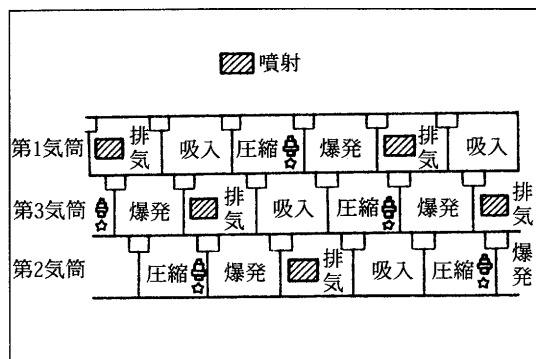 噴射
第1気筒 排気 吸入 圧縮 爆発 排気 吸入
第3気筒 爆発 排気 吸入 圧縮 爆発 排気
第2気筒 圧縮 爆発 排気 吸入 圧縮 爆発